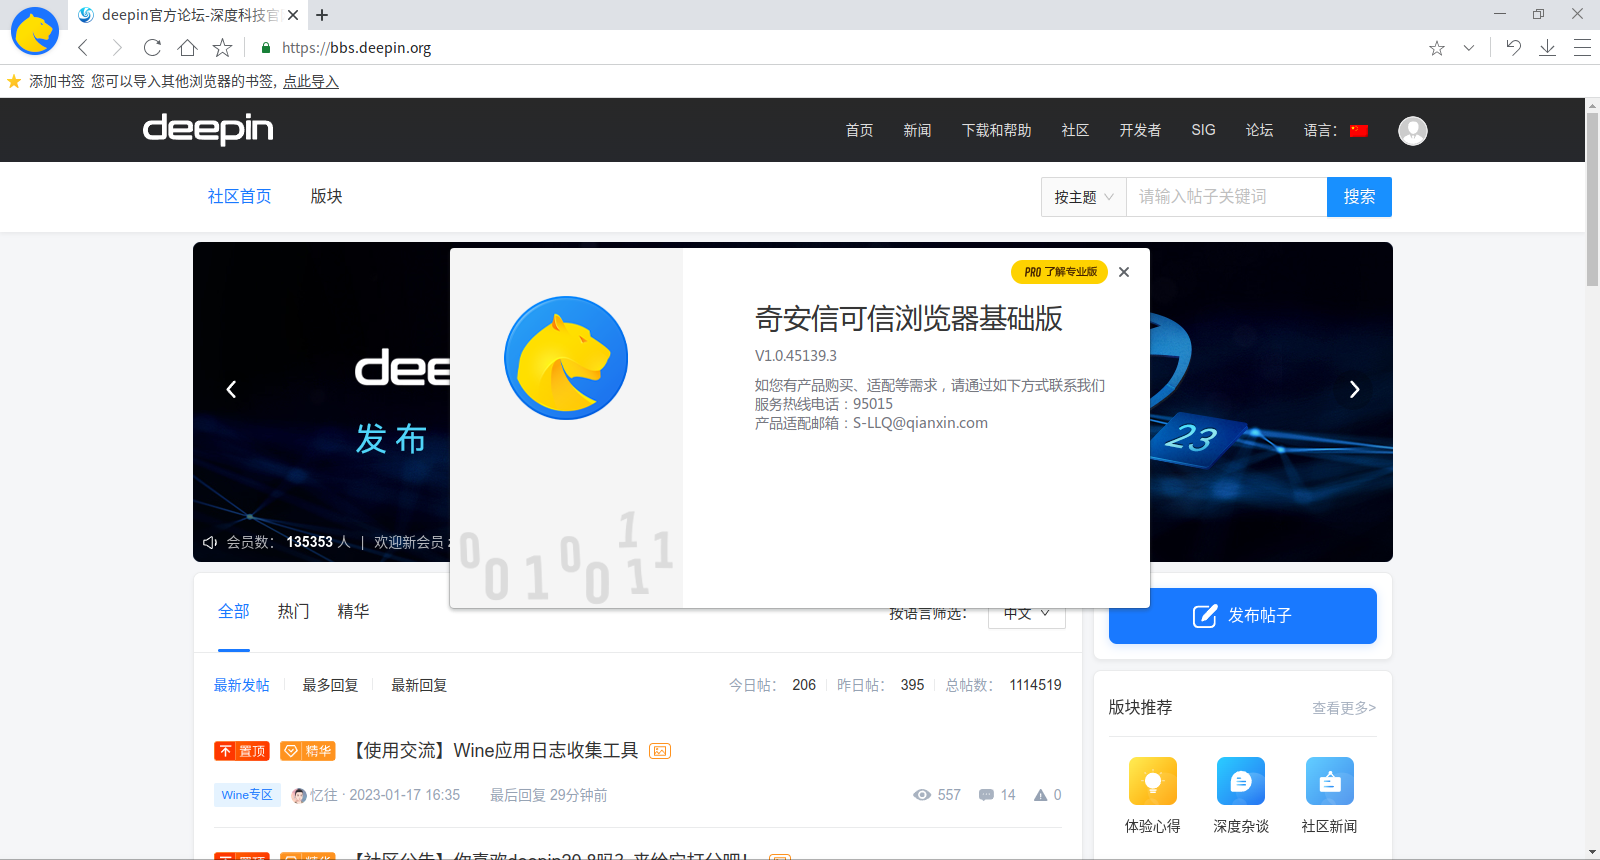 deepin官方论坛-深度科技官
https://bbs.deepin.org
添加书签 您可以导入其他浏览器的书签, 点此导入
deepin
首页 新闻 下载和帮助 社区 开发者 SIG 论坛 语言：
社区首页 版块
按主题 请输入帖子关键词 搜索
PRO 了解专业版
奇安信可信浏览器基础版
V1.0.45139.3
如您有产品购买、适配等需求，请通过如下方式联系我们
服务热线电话：95015
产品适配邮箱：S-LLQ@qianxin.com
dee
发布
23
0 0 1 0 0 1 1 1
会员数： 135353 人 | 欢迎新会员
全部 热门 精华
按语言筛选： 中文
发布帖子
最新发帖 最多回复 最新回复
今日帖： 206 昨日帖： 395 总帖数： 1114519
版块推荐 查看更多>
置顶 精华 【使用交流】Wine应用日志收集工具
Wine专区 忆往 · 2023-01-17 16:35 最后回复 29分钟前 557 14 0
体验心得 深度杂谈 社区新闻
置顶 精华 【社区公告】你喜欢deepin20.8吗？来给它打分吧！